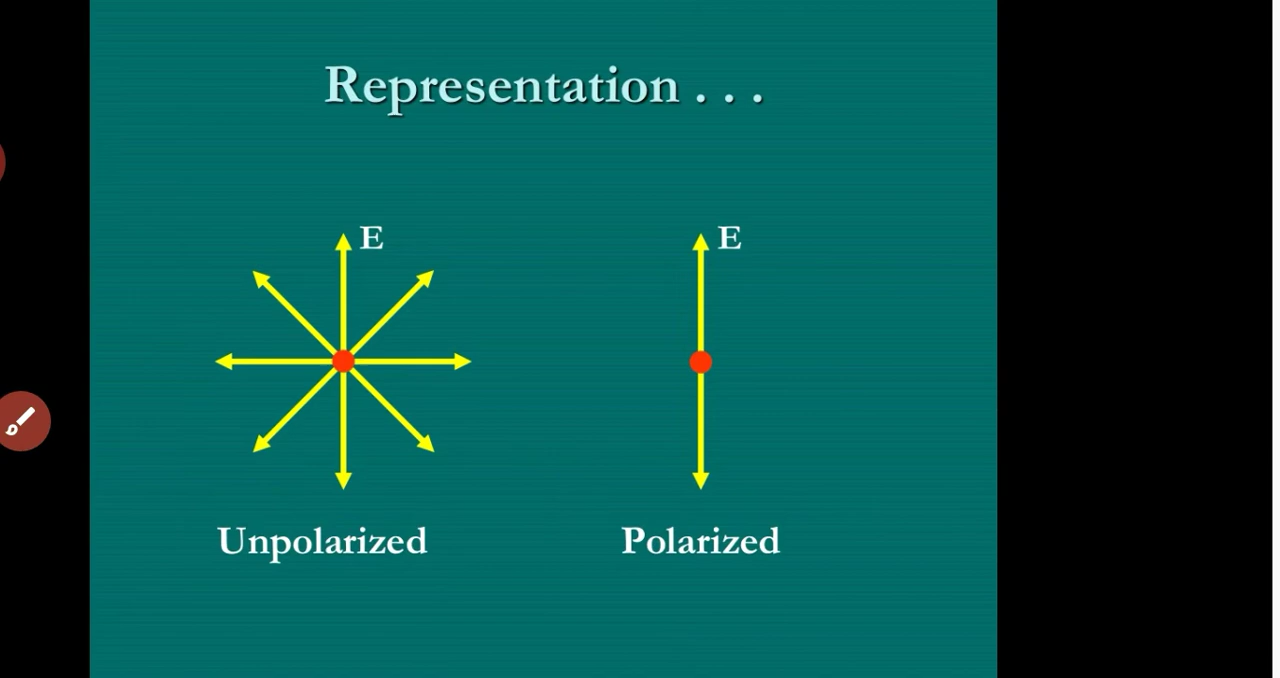 Representation . . .
E
E
Unpolarized
Polarized